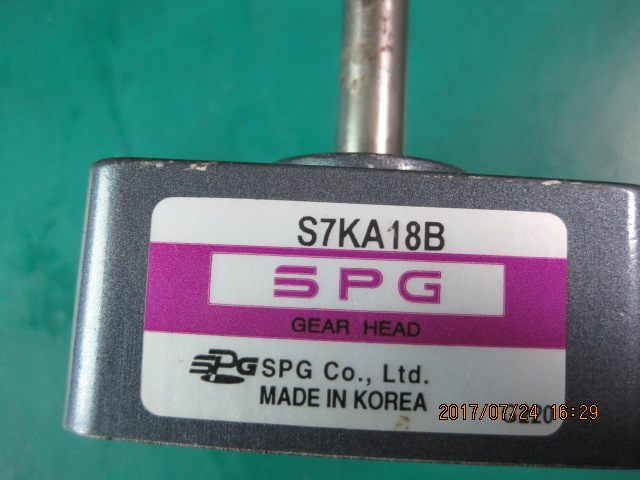 S7KA18B
SPG
GEAR HEAD
SPG SPG Co., Ltd.
MADE IN KOREA
2017/07/24 16:29